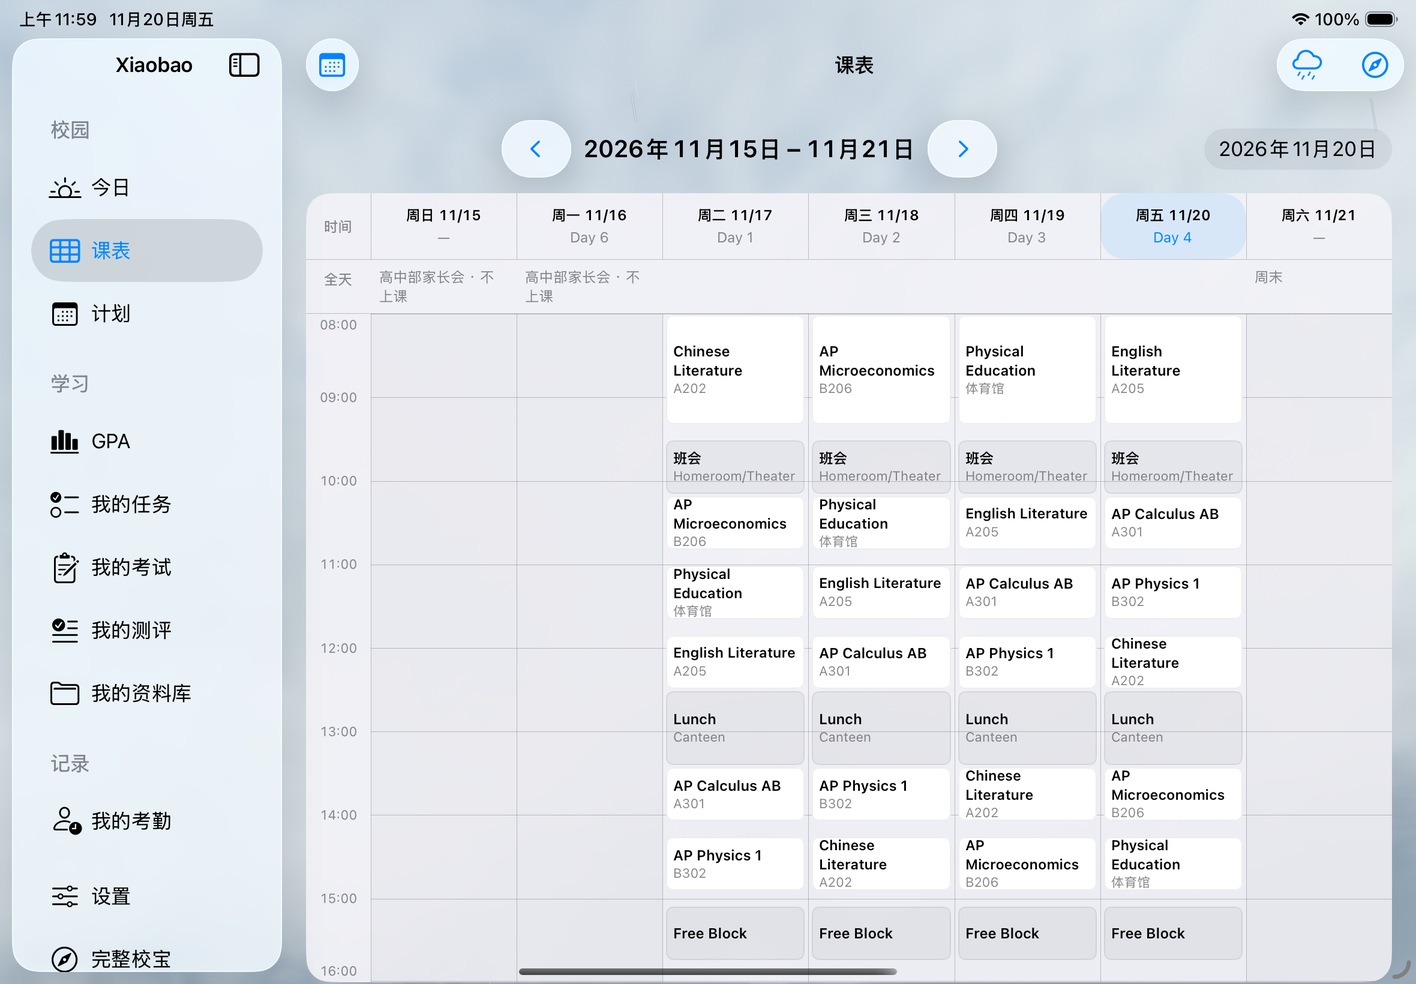 上午11:59 11月20日周五
100%
Xiaobao
校园
今日
课表
计划
学习
GPA
我的任务
我的考试
我的测评
我的资料库
记录
我的考勤
设置
完整校宝
课表
2026年11月15日 – 11月21日
2026年11月20日
时间
周日 11/15
—
周一 11/16
Day 6
周二 11/17
Day 1
周三 11/18
Day 2
周四 11/19
Day 3
周五 11/20
Day 4
周六 11/21
—
全天
高中部家长会 · 不
上课
高中部家长会 · 不
上课
周末
08:00
09:00
10:00
11:00
12:00
13:00
14:00
15:00
16:00
Chinese
Literature
A202
班会
Homeroom/Theater
AP
Microeconomics
B206
Physical
Education
体育馆
English Literature
A205
Lunch
Canteen
AP Calculus AB
A301
AP Physics 1
B302
Free Block
AP
Microeconomics
B206
班会
Homeroom/Theater
Physical
Education
体育馆
English Literature
A205
AP Calculus AB
A301
Lunch
Canteen
AP Physics 1
B302
Chinese
Literature
A202
Free Block
Physical
Education
体育馆
班会
Homeroom/Theater
English Literature
A205
AP Calculus AB
A301
AP Physics 1
B302
Lunch
Canteen
Chinese
Literature
A202
AP
Microeconomics
B206
Free Block
English
Literature
A205
班会
Homeroom/Theater
AP Calculus AB
A301
AP Physics 1
B302
Chinese
Literature
A202
Lunch
Canteen
AP
Microeconomics
B206
Physical
Education
体育馆
Free Block